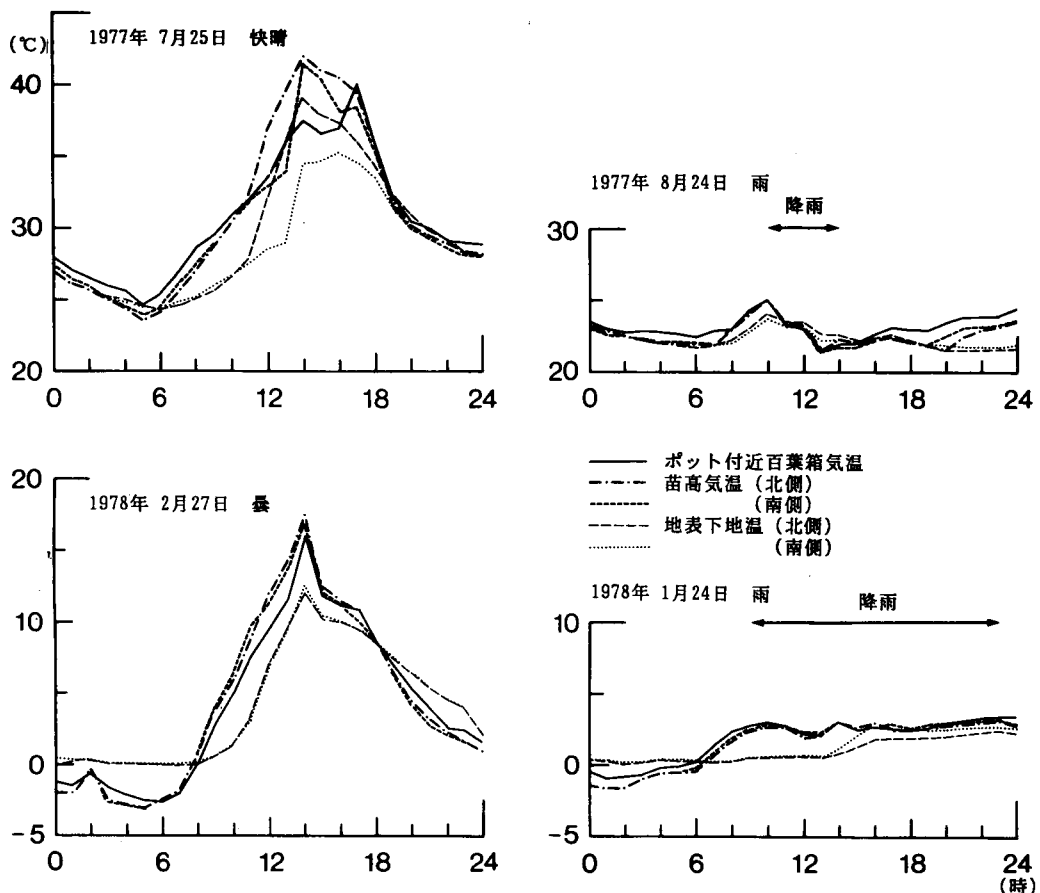 (℃)
1977年 7月25日 快晴
40
30
20
0 6 12 18 24
1977年 8月24日 雨
降雨
30
20
0 6 12 18 24
1978年 2月27日 曇
20
10
0
-5
0 6 12 18 24
ポット付近百葉箱気温
苗高気温 (北側)
(南側)
地表下地温 (北側)
(南側)
1978年 1月24日 雨
降雨
10
0
-5
0 6 12 18 24
(時)